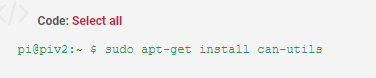 </>
Code: Select all
pi@piv2:~ $ sudo apt-get install can-utils